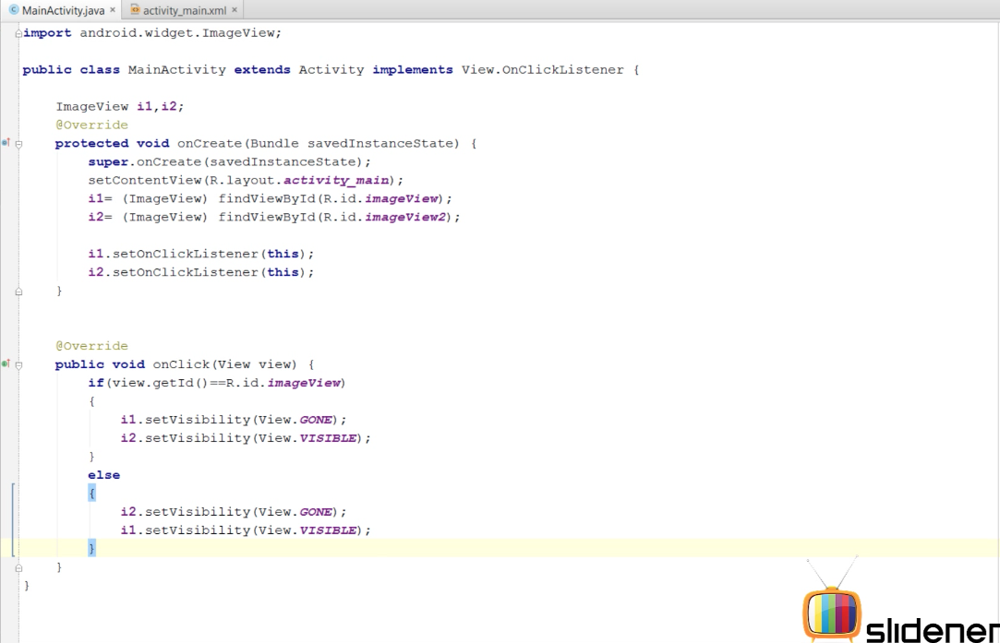 MainActivity.java × activity_main.xml ×
import android.widget.ImageView;
public class MainActivity extends Activity implements View.OnClickListener {
ImageView i1,i2;
@Override
protected void onCreate(Bundle savedInstanceState) {
super.onCreate(savedInstanceState);
setContentView(R.layout.activity_main);
i1= (ImageView) findViewById(R.id.imageView);
i2= (ImageView) findViewById(R.id.imageView2);
i1.setOnClickListener(this);
i2.setOnClickListener(this);
}
@Override
public void onClick(View view) {
if(view.getId()==R.id.imageView)
{
i1.setVisibility(View.GONE);
i2.setVisibility(View.VISIBLE);
}
else
{
i2.setVisibility(View.GONE);
i1.setVisibility(View.VISIBLE);
}
}
}
slidener